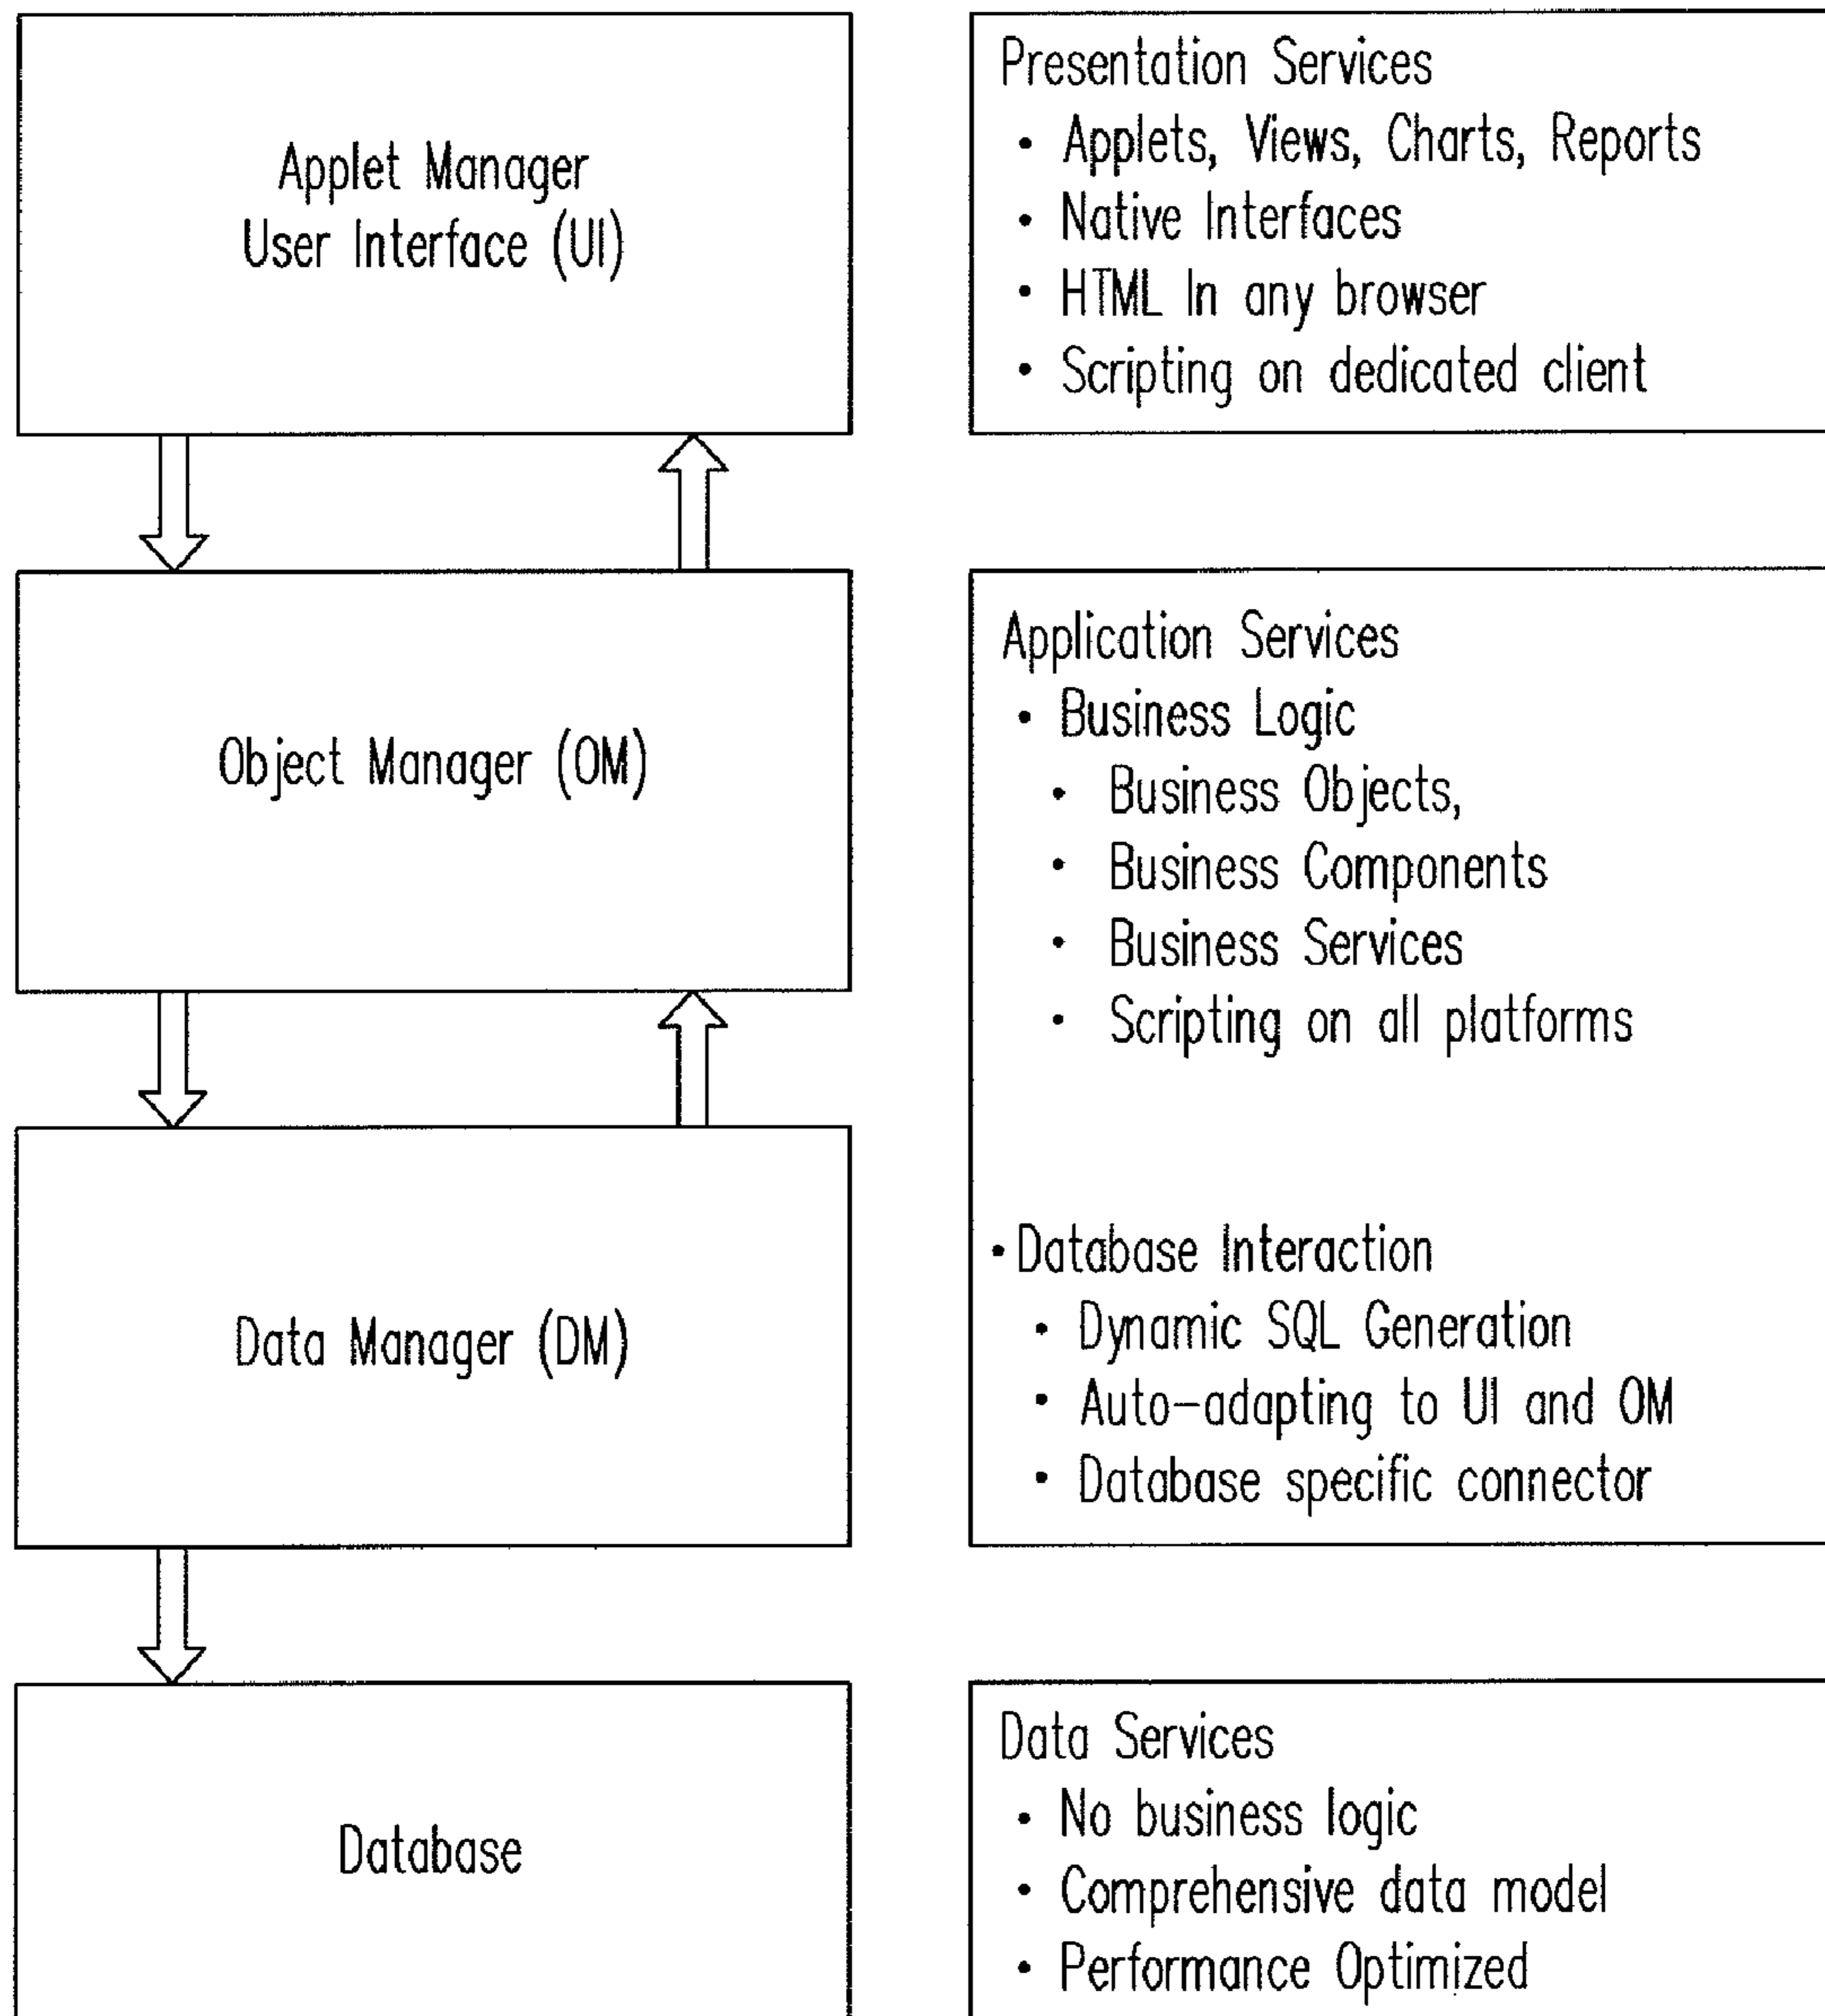 Applet Manager
User Interface (UI)
Presentation Services
• Applets, Views, Charts, Reports
• Native Interfaces
• HTML In any browser
• Scripting on dedicated client
Object Manager (OM)
Application Services
• Business Logic
• Business Objects,
• Business Components
• Business Services
• Scripting on all platforms
Data Manager (DM)
• Database Interaction
• Dynamic SQL Generation
• Auto-adapting to UI and OM
• Database specific connector
Database
Data Services
• No business logic
• Comprehensive data model
• Performance Optimized